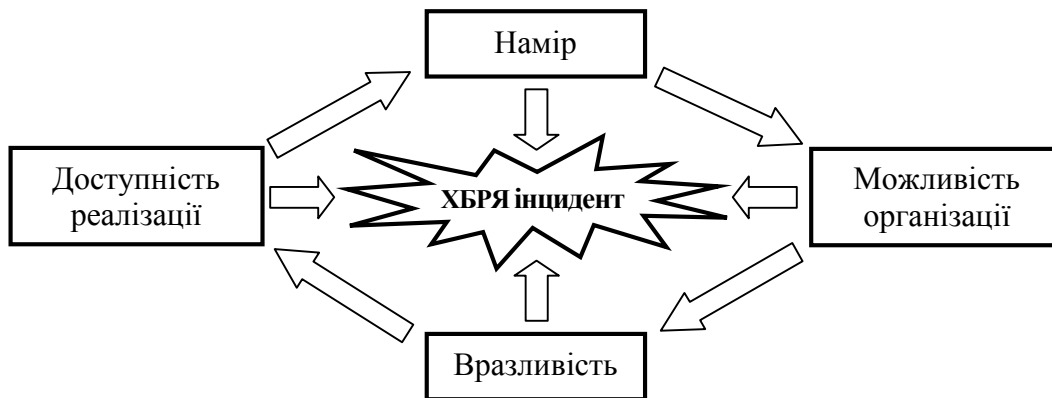 Намір
Доступність
реалізації
ХБРЯ інцидент
Можливість
організації
Вразливість